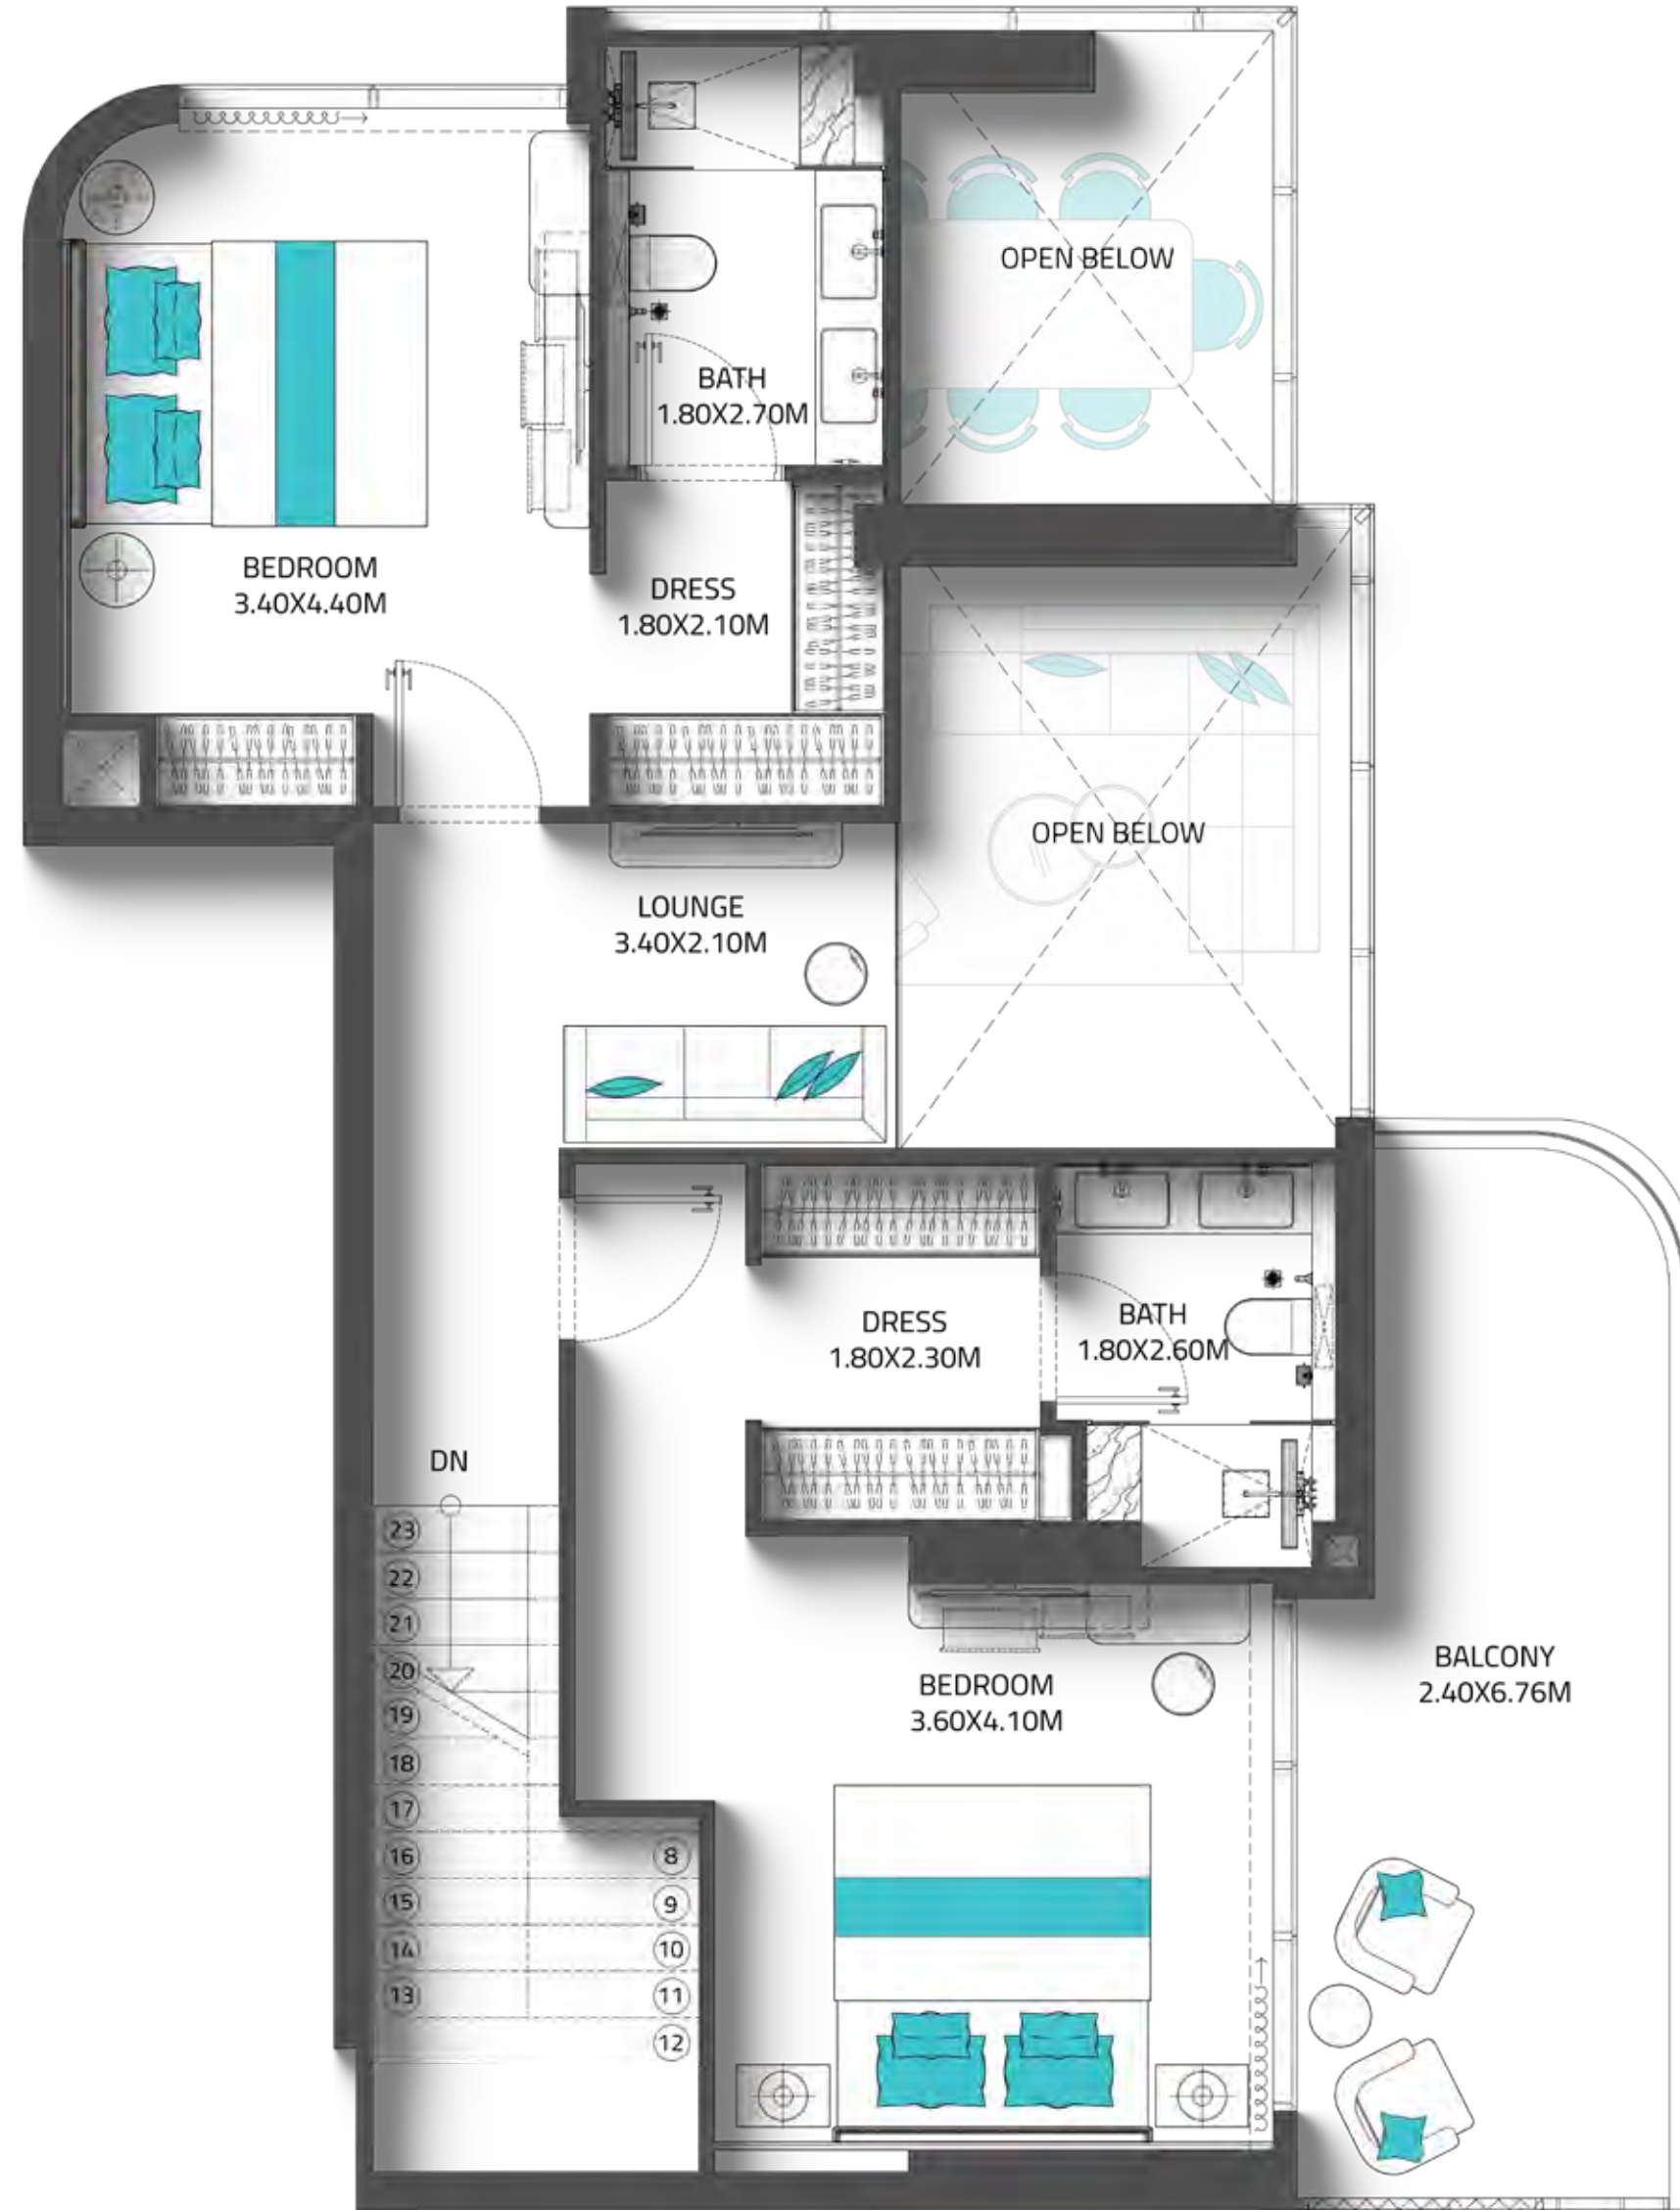 OPEN BELOW
BATH
1.80X2.70M
BEDROOM
3.40X4.40M
DRESS
1.80X2.10M
OPEN BELOW
LOUNGE
3.40X2.10M
DRESS
1.80X2.30M
BATH
1.80X2.60M
DN
23
22
21
20
19
18
17
16
15
14
13
8
9
10
11
12
BEDROOM
3.60X4.10M
BALCONY
2.40X6.76M